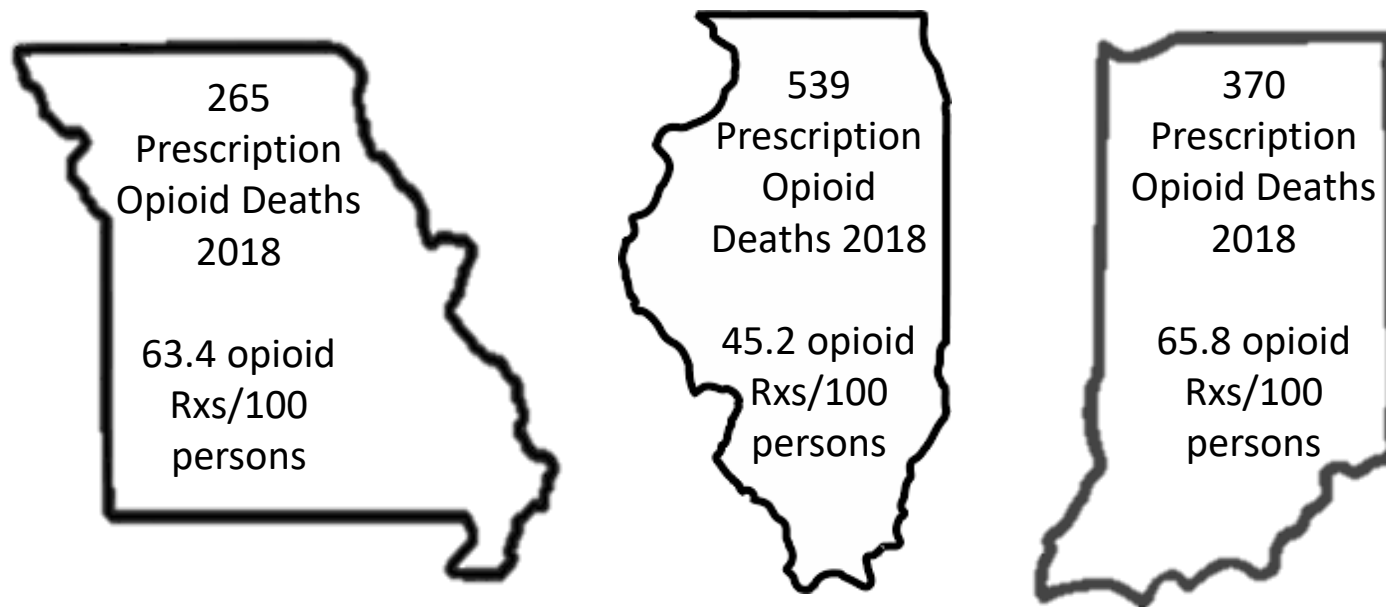 265
Prescription
Opioid Deaths
2018
63.4 opioid
Rxs/100
persons
539
Prescription
Opioid
Deaths 2018
45.2 opioid
Rxs/100
persons
370
Prescription
Opioid Deaths
2018
65.8 opioid
Rxs/100
persons